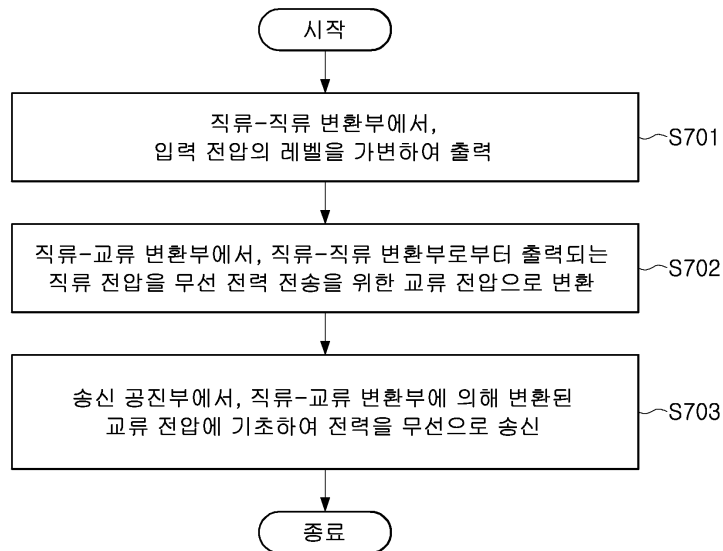 시작
직류-직류 변환부에서,
입력 전압의 레벨을 가변하여 출력
S701
직류-교류 변환부에서, 직류-직류 변환부로부터 출력되는
직류 전압을 무선 전력 전송을 위한 교류 전압으로 변환
S702
송신 공진부에서, 직류-교류 변환부에 의해 변환된
교류 전압에 기초하여 전력을 무선으로 송신
S703
종료